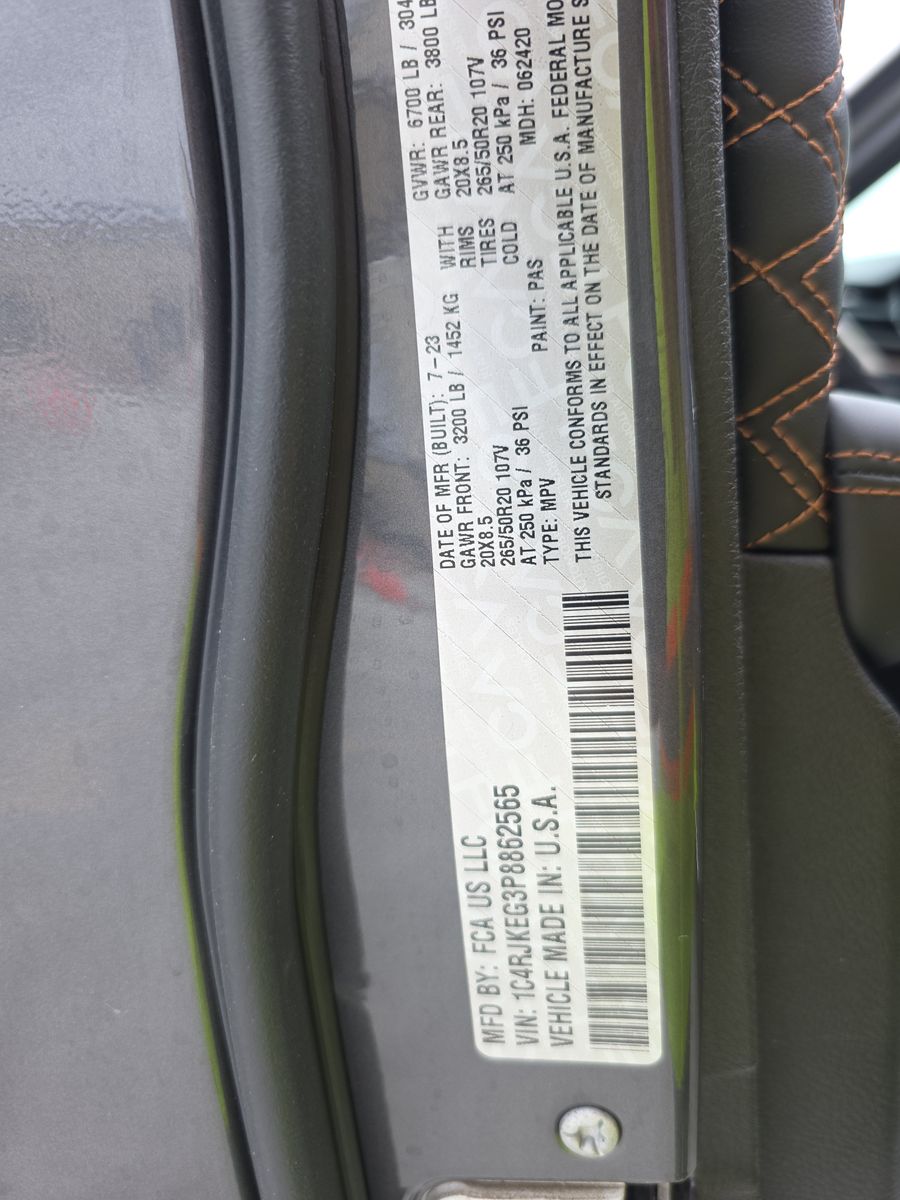 MFD BY: FCA US LLC
VIN: 1C4RJKEG3P8862565
VEHICLE MADE IN: U.S.A.
DATE OF MFR (BUILT): 7-23
GVWR: 6700 LB / 304
GAWR FRONT: 3200 LB / 1452 KG WITH
GAWR REAR: 3800 LB
20X8.5 RIMS 20X8.5
265/50R20 107V TIRES 265/50R20 107V
AT 250 kPa / 36 PSI COLD AT 250 kPa / 36 PSI
TYPE: MPV PAINT: PAS MDH: 062420
THIS VEHICLE CONFORMS TO ALL APPLICABLE U.S.A. FEDERAL MO
STANDARDS IN EFFECT ON THE DATE OF MANUFACTURE S